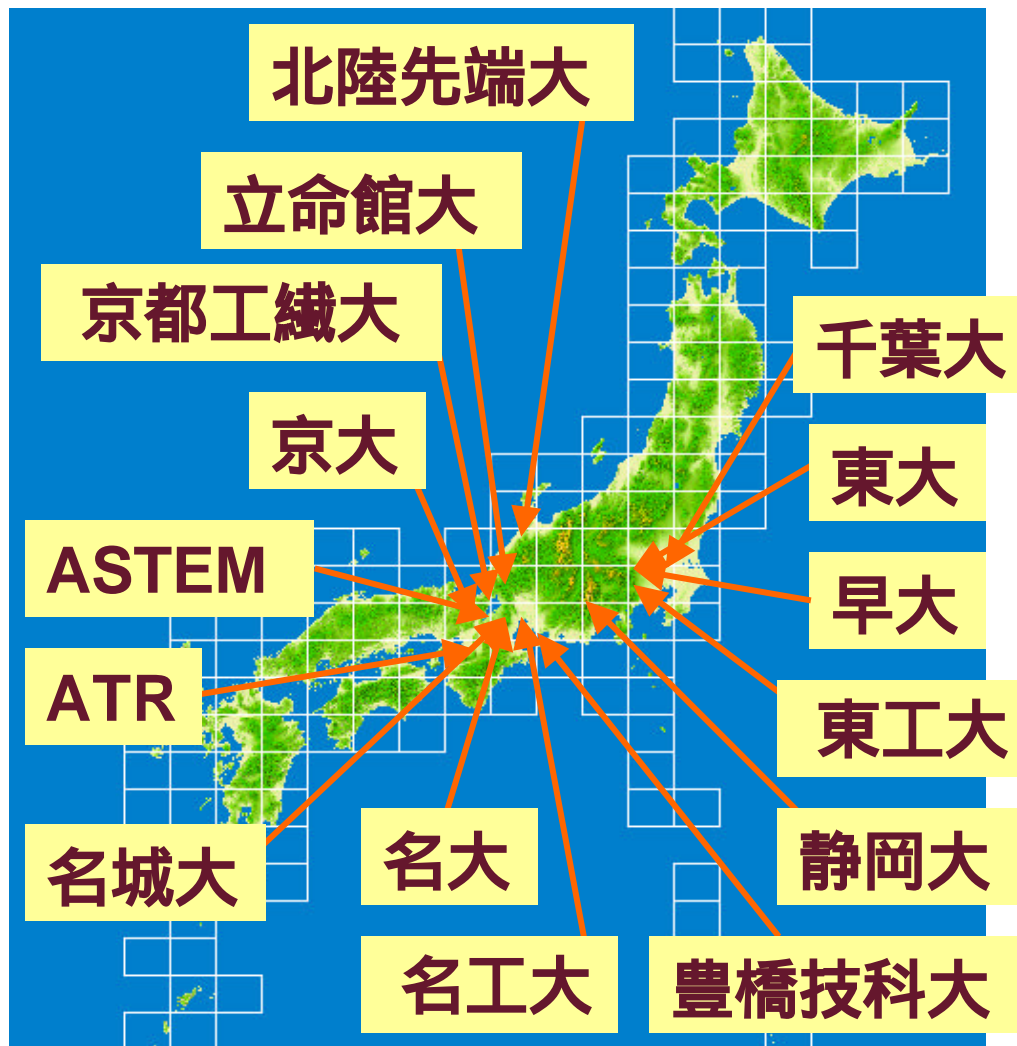 北陸先端大
立命館大
京都工繊大
千葉大
京大
東大
ASTEM
早大
ATR
東工大
名城大
名大
静岡大
名工大
豊橋技科大